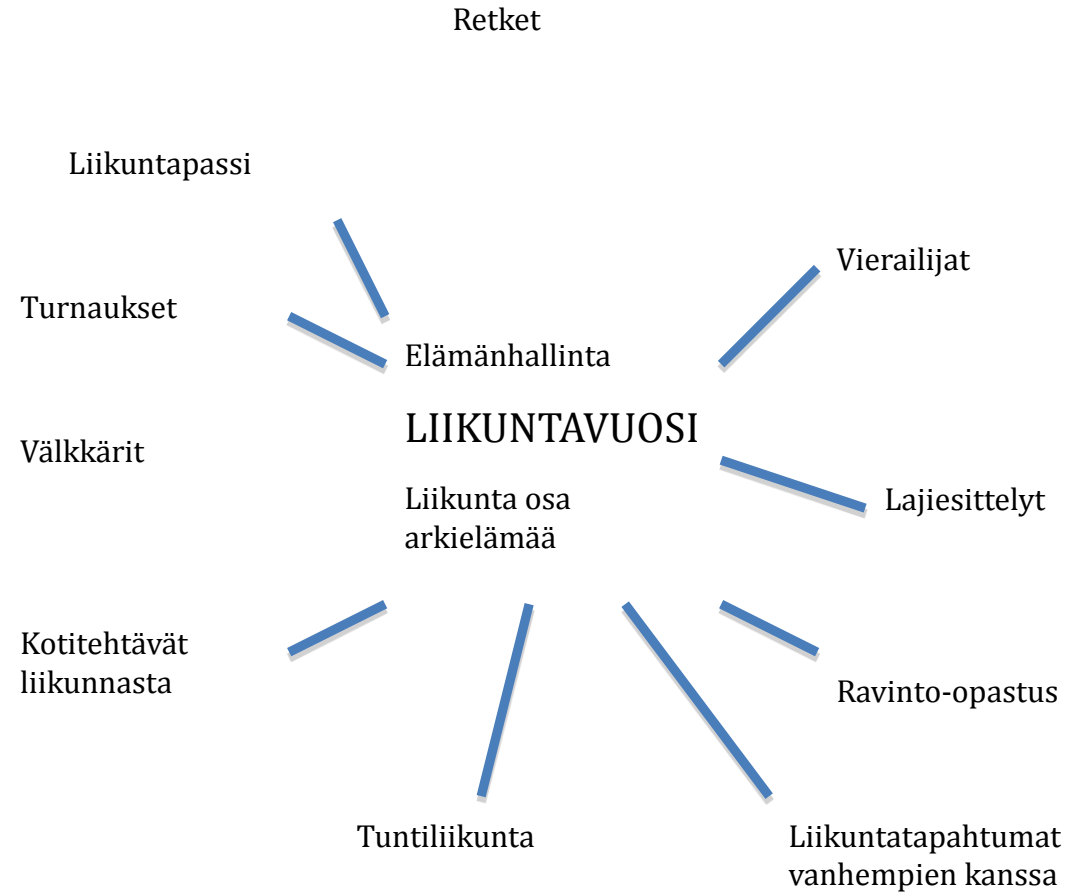 Retket
Liikuntapassi
Vierailijat
Turnaukset
Elämänhallinta
LIIKUNTAVUOSI
Välkkärit
Liikunta osa
arkielämää
Lajiesittelyt
Kotitehtävät
liikunnasta
Ravinto-opastus
Tuntiliikunta
Liikuntatapahtumat
vanhempien kanssa